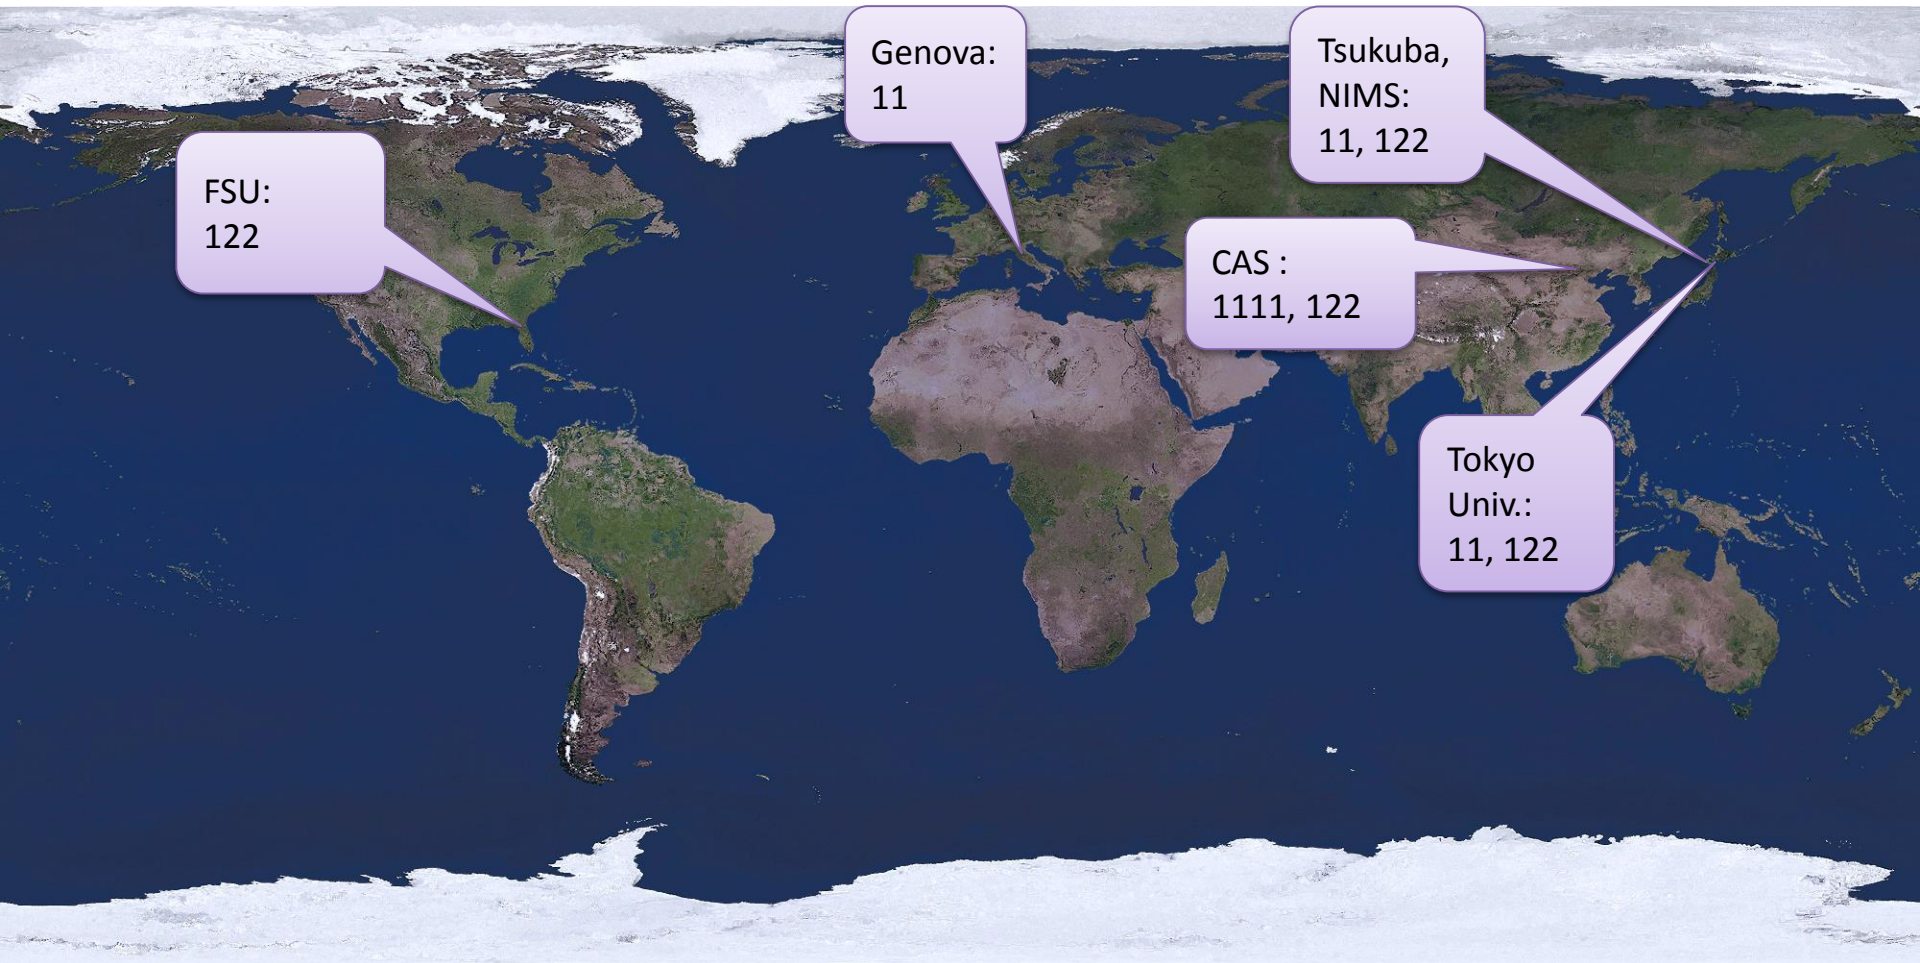 Genova:
11
Tsukuba,
NIMS:
11, 122
FSU:
122
CAS :
1111, 122
Tokyo
Univ.:
11, 122